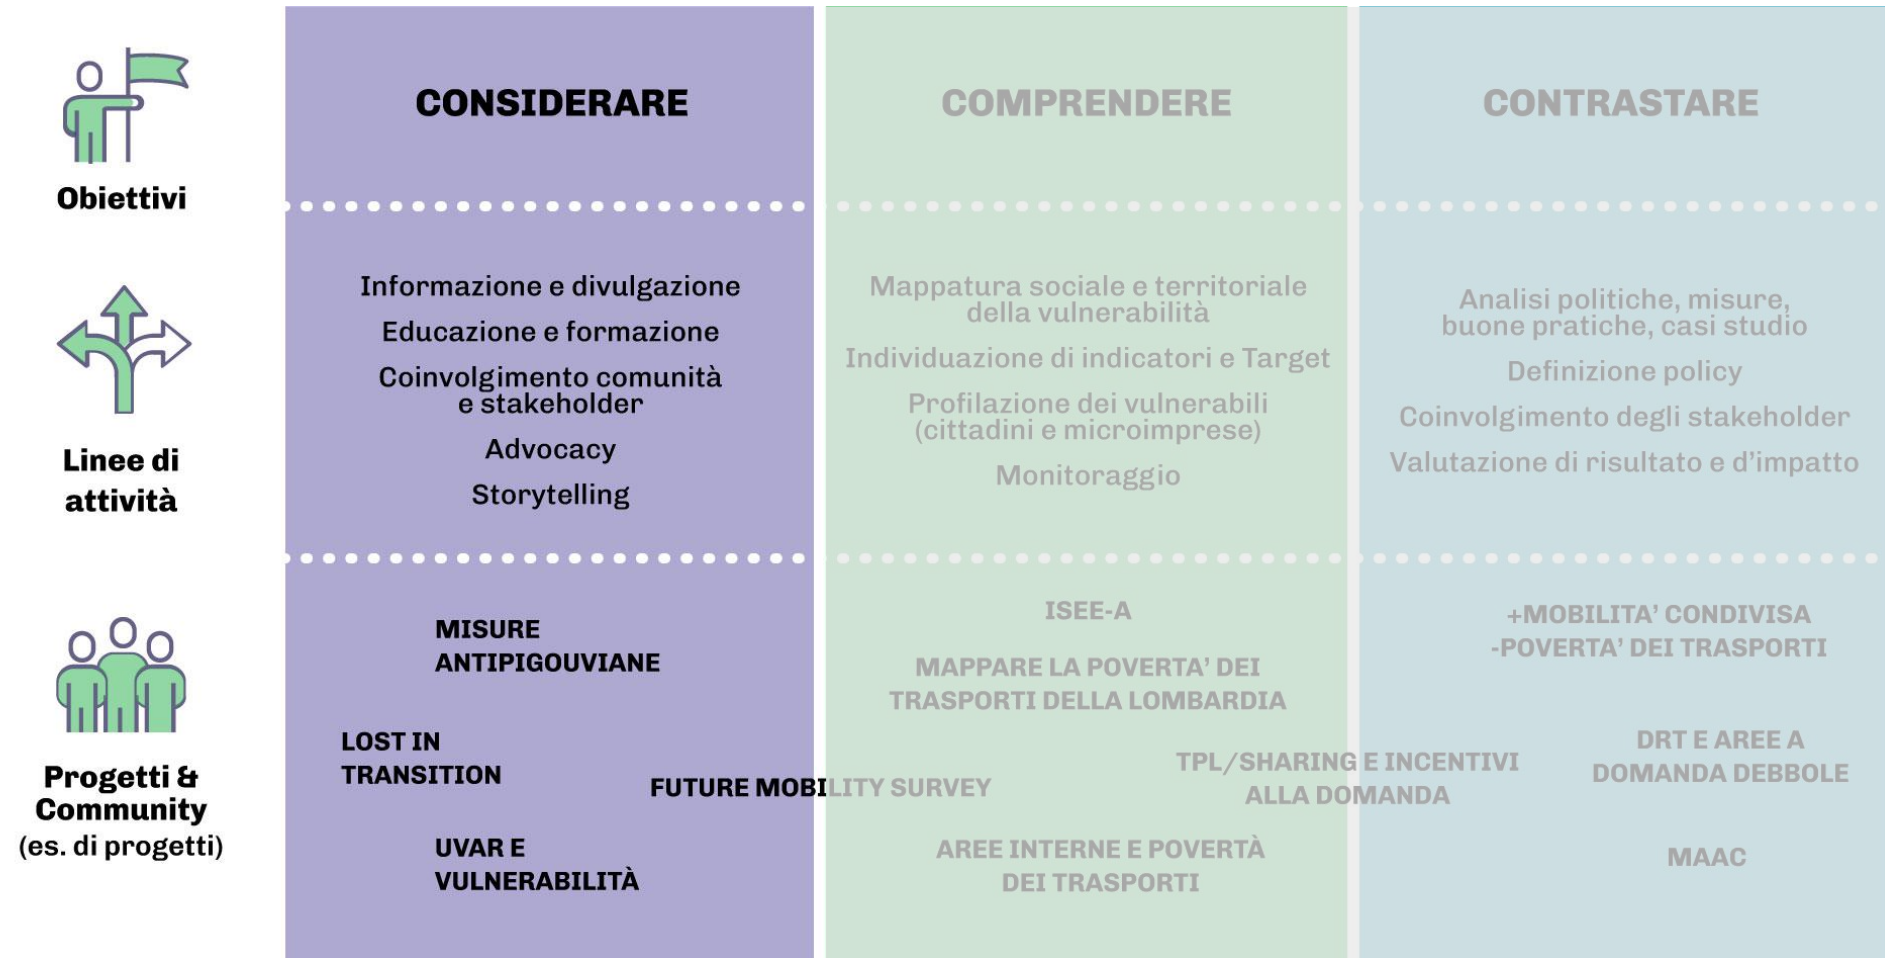 Obiettivi
CONSIDERARE
COMPRENDERE
CONTRASTARE
Linee di
attività
Informazione e divulgazione
Educazione e formazione
Coinvolgimento comunità
e stakeholder
Advocacy
Storytelling
Mappatura sociale e territoriale
della vulnerabilità
Individuazione di indicatori e Target
Profilazione dei vulnerabili
(cittadini e microimprese)
Monitoraggio
Analisi politiche, misure,
buone pratiche, casi studio
Definizione policy
Coinvolgimento degli stakeholder
Valutazione di risultato e d'impatto
Progetti &
Community
(es. di progetti)
MISURE
ANTIPIGOUVIANE
LOST IN
TRANSITION
FUTURE MOBILITY SURVEY
UVAR E
VULNERABILITÀ
ISEE-A
MAPPARE LA POVERTA' DEI
TRASPORTI DELLA LOMBARDIA
TPL/SHARING E INCENTIVI
ALLA DOMANDA
AREE INTERNE E POVERTÀ
DEI TRASPORTI
+MOBILITA' CONDIVISA
-POVERTA' DEI TRASPORTI
DRT E AREE A
DOMANDA DEBBOLE
MAAC